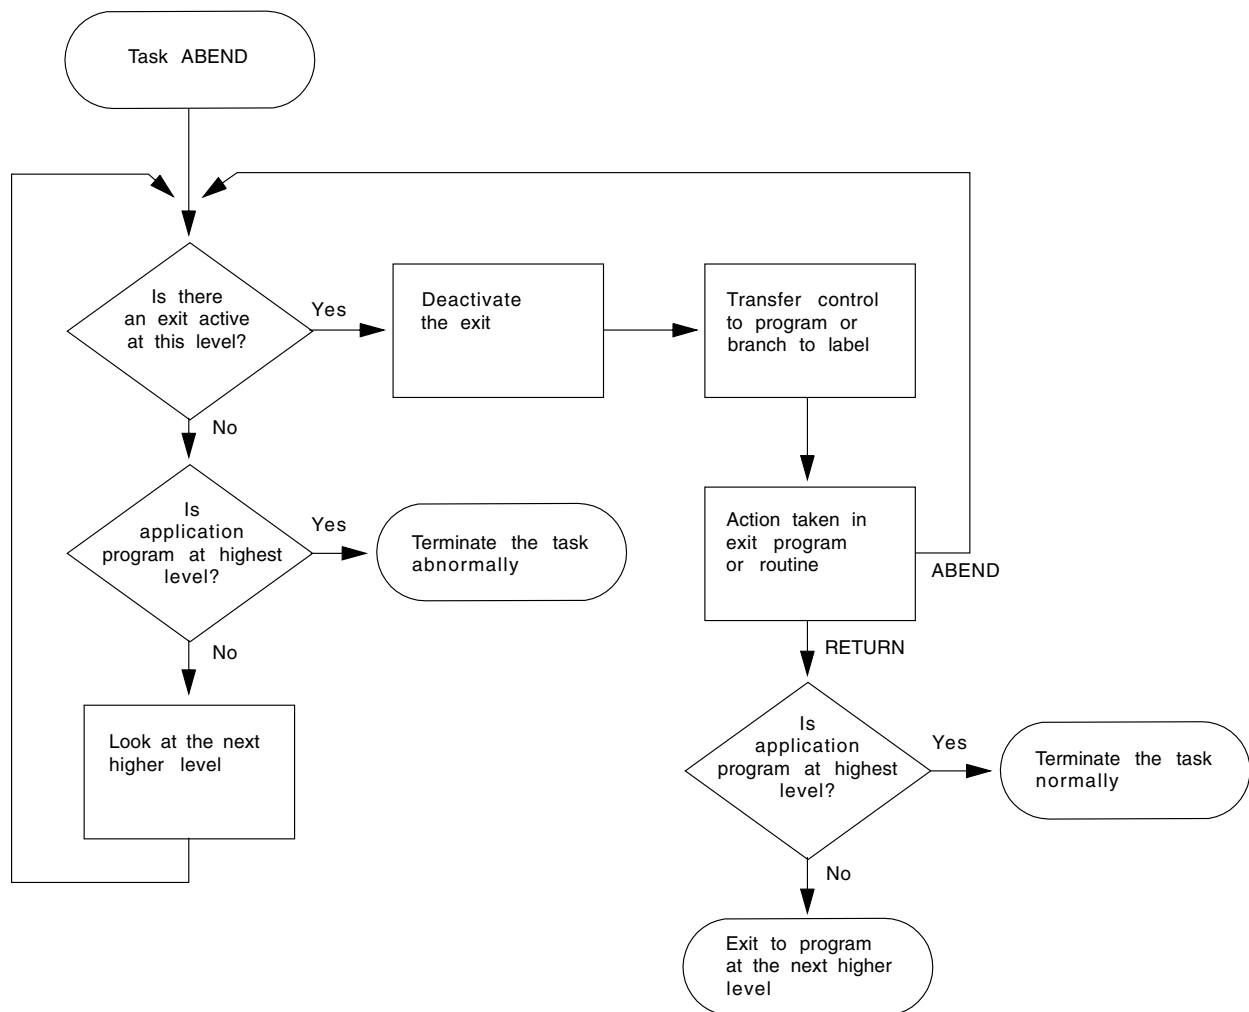 Task ABEND
Is there
an exit active
at this level?
Yes
Deactivate
the exit
Transfer control
to program or
branch to label
No
Is
application
program at highest
level?
Yes
Terminate the task
abnormally
Action taken in
exit program
or routine
ABEND
No
RETURN
Look at the next
higher level
Is
application
program at highest
level?
Yes
Terminate the task
normally
No
Exit to program
at the next higher
level